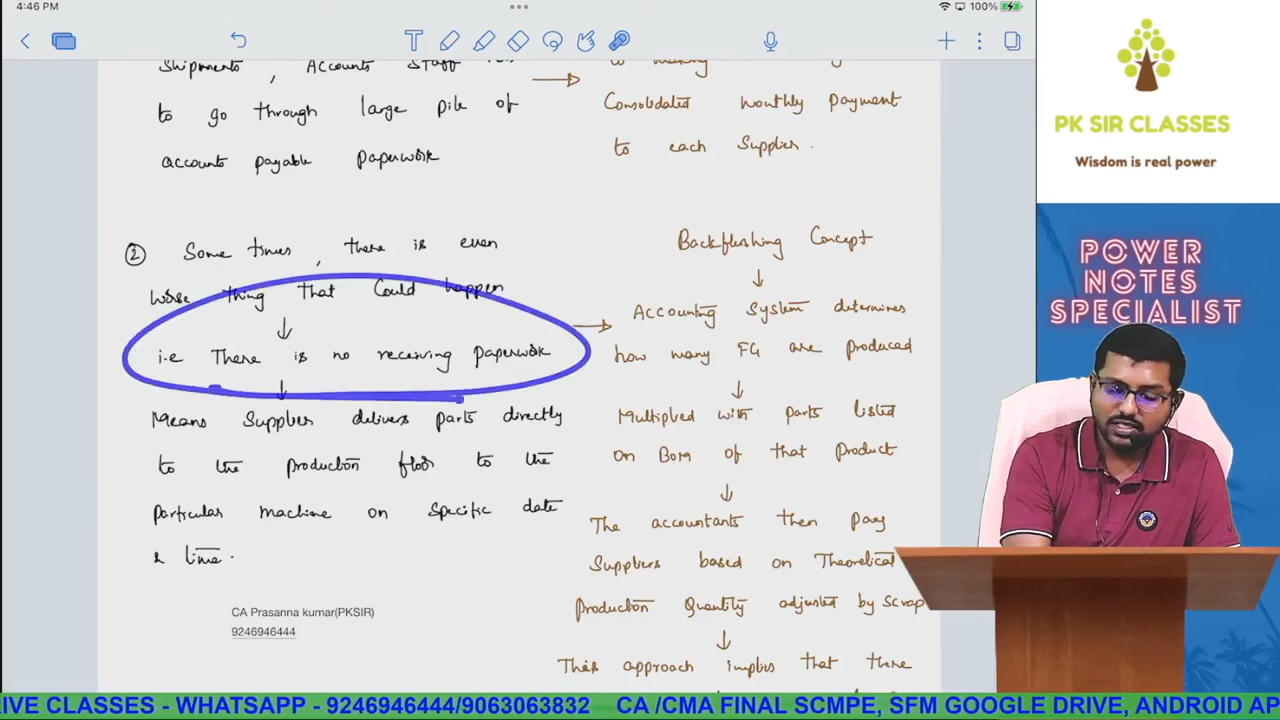 4:46 PM
100%
Shipments, Accounts Staff has
to go through large pile of
accounts payable paperwork
to making
Consolidated monthly payment
to each Supplier.
② Some times, there is even
worse thing that could happen
↓
i.e There is no receiving paperwork
↓
Means Supplier delivers parts directly
to the production floor to the
Particular machine on specific date
& time.
→
Backflushing Concept
↓
Accounting System determines
how many FG are produced
↓
Multiplied with parts listed
on Bom of that Product
↓
The accountants then pay
Suppliers based on Theoretical
Production Quantity adjusted by Scrap
↓
This approach implies that there
CA Prasanna kumar(PKSIR)
9246946444
PK SIR CLASSES
Wisdom is real power
POWER
NOTES
SPECIALIST
RIVE CLASSES - WHATSAPP - 9246946444/9063063832 CA /CMA FINAL SCMPE, SFM GOOGLE DRIVE, ANDROID AP